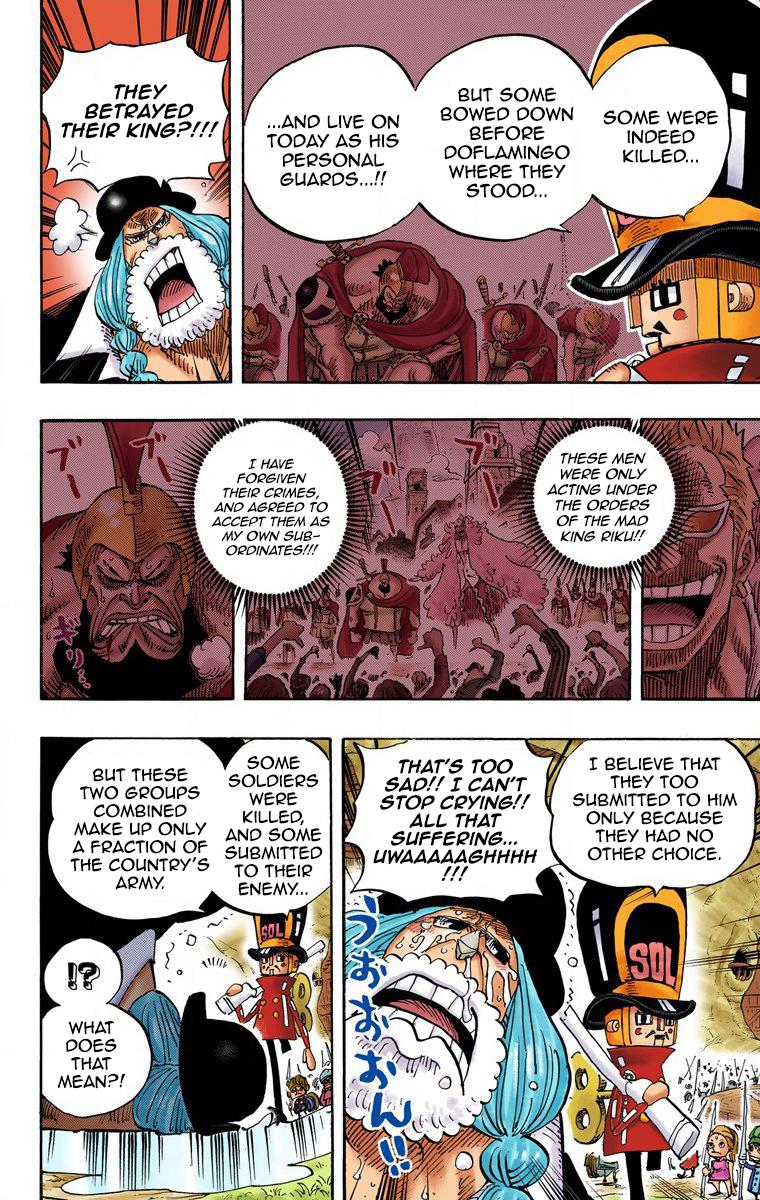 SOME WERE
INDEED
KILLED...
BUT SOME
BOWED DOWN
BEFORE
DOFLAMINGO
WHERE THEY
STOOD...
...AND LIVE ON
TODAY AS HIS
PERSONAL
GUARDS...!!
THEY
BETRAYED
THEIR KING?!!!
THESE MEN
WERE ONLY
ACTING UNDER
THE ORDERS
OF THE MAD
KING RIKU!!
I HAVE
FORGIVEN
THEIR CRIMES,
AND AGREED TO
ACCEPT THEM AS
MY OWN SUB-
ORDINATES!!!
ブーブー
ブーブー
ギリ...
I BELIEVE THAT
THEY TOO
SUBMITTED TO HIM
ONLY BECAUSE
THEY HAD NO
OTHER CHOICE.
SOL
THAT'S TOO
SAD!! I CAN'T
STOP CRYING!!
ALL THAT
SUFFERING...
UWAAAAAGHHHH
!!!
うおおおおん!!
SOME
SOLDIERS
WERE
KILLED,
AND SOME
SUBMITTED
TO THEIR
ENEMY...
BUT THESE
TWO GROUPS
COMBINED
MAKE UP ONLY
A FRACTION OF
THE COUNTRY'S
ARMY.
SOL
!?
WHAT
DOES
THAT
MEAN?!